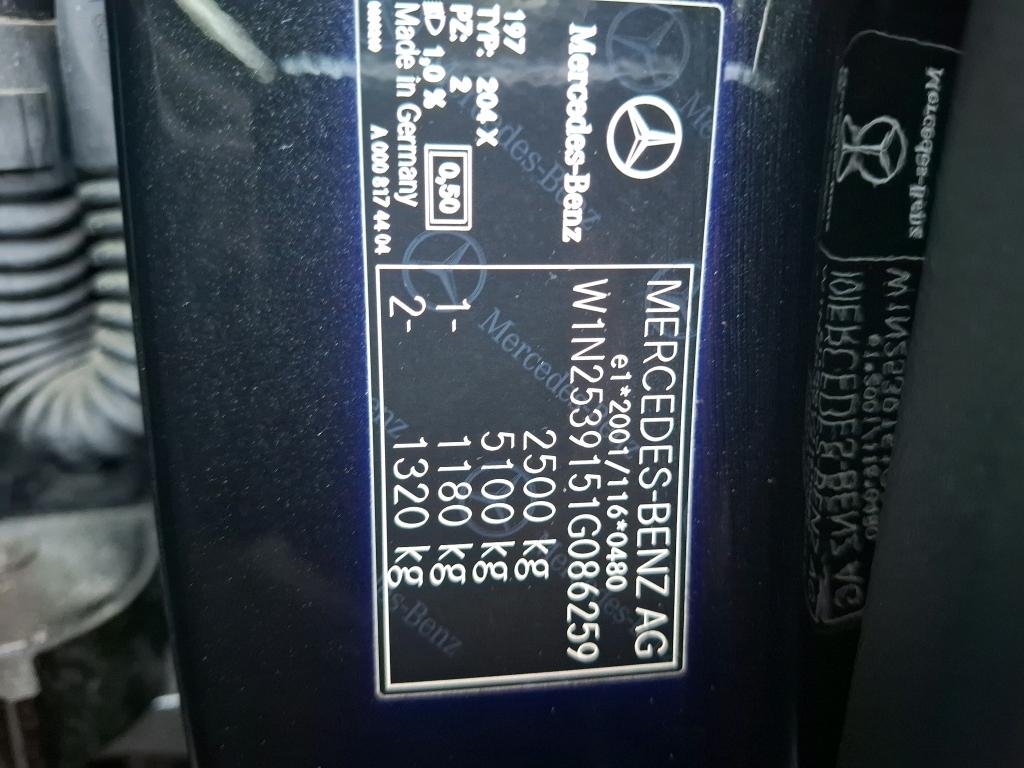 Mercedes-Benz
197
TYP: 204 X
PZ: 2
1,0 %
0,50
Made in Germany
A 000 817 44 04
MERCEDES-BENZ AG
e1*2001/116*0480
W1N2539151G086259
2500 kg
5100 kg
1- 1180 kg
2- 1320 kg